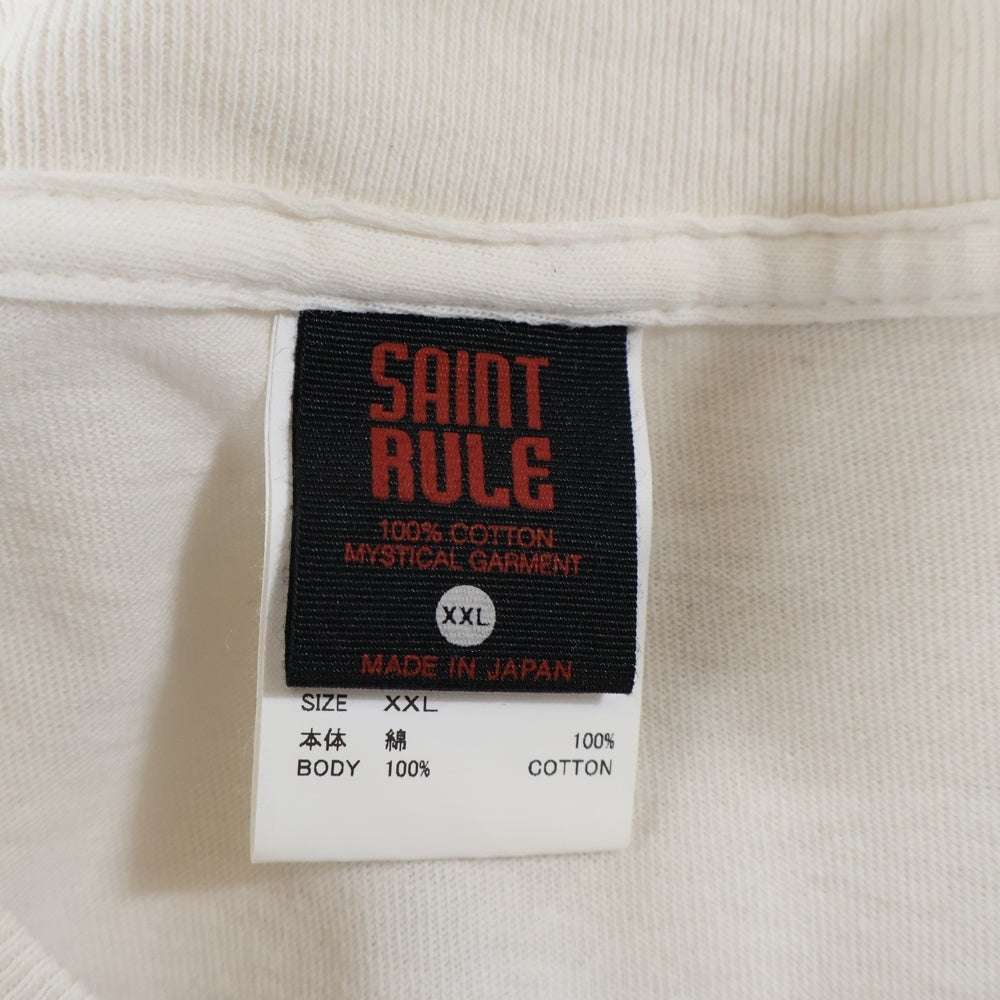 SAINT
RULE
100% COTTON
MYSTICAL GARMENT
XXL
MADE IN JAPAN
SIZE XXL
本体 綿 100%
BODY 100% COTTON